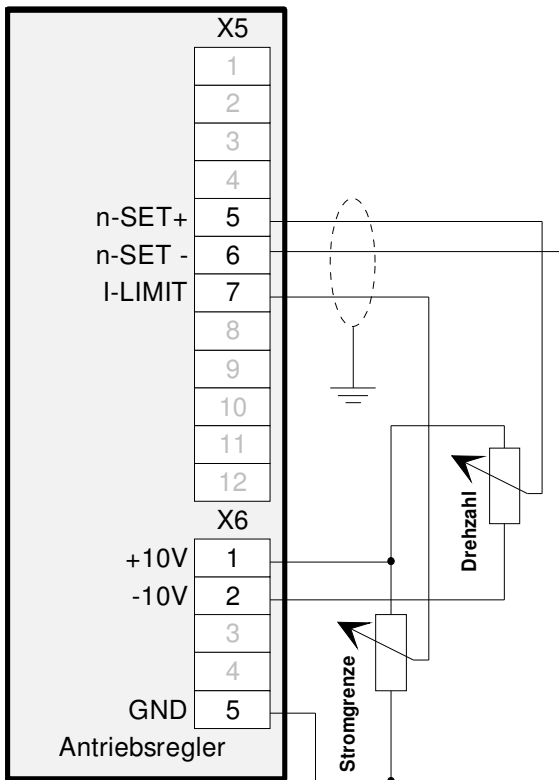 X5
1
2
3
4
n-SET+ 5
n-SET - 6
I-LIMIT 7
8
9
10
11
12
X6
+10V 1
-10V 2
3
4
GND 5
Antriebsregler
Drehzahl
Stromgrenze